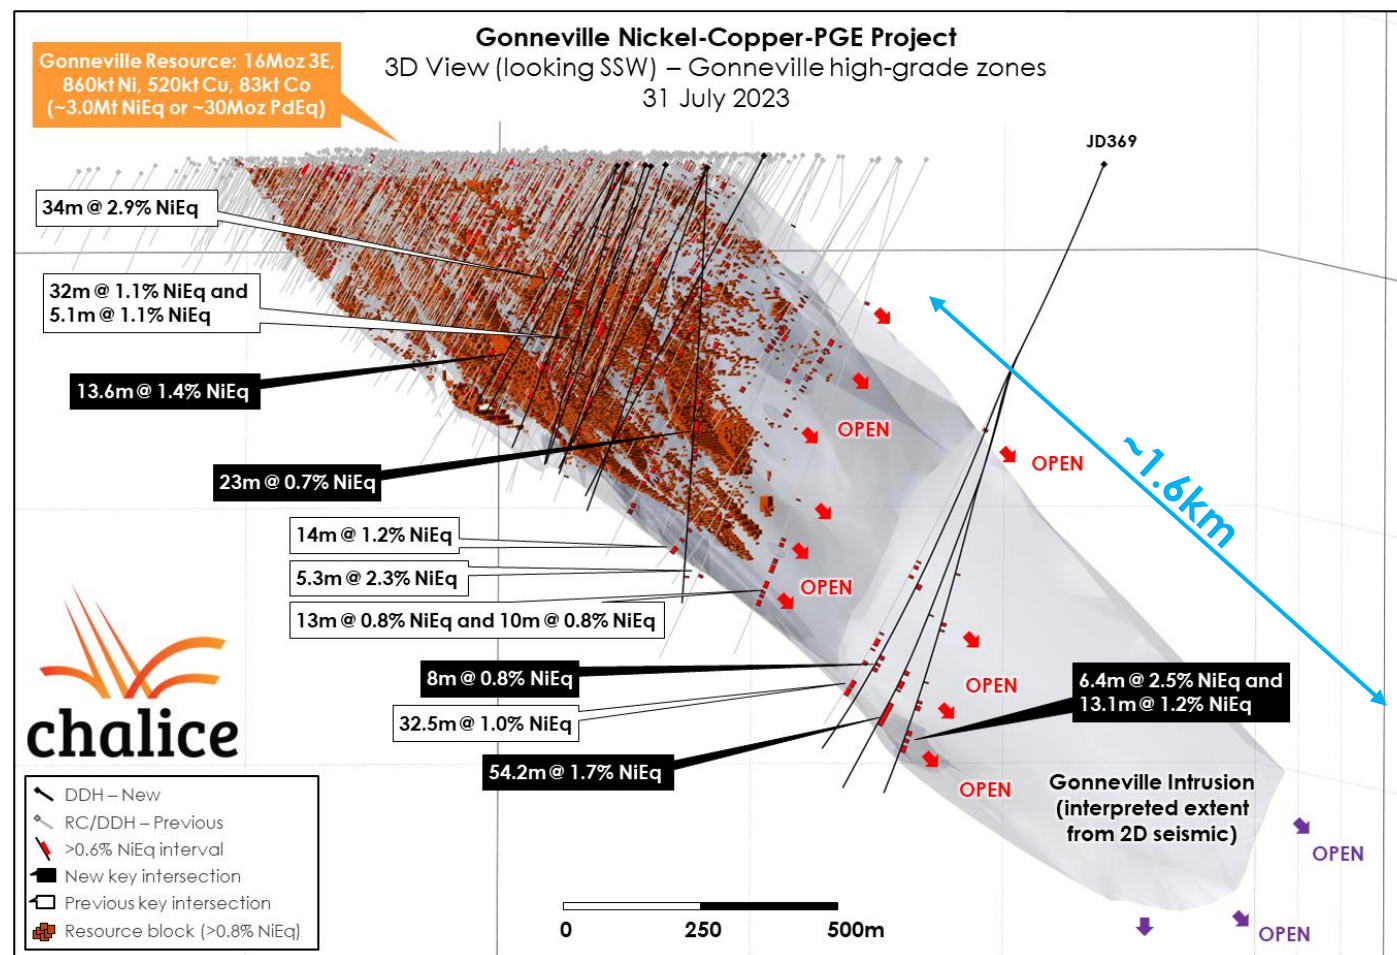 Gonneville Nickel-Copper-PGE Project
3D View (looking SSW) – Gonneville high-grade zones
31 July 2023
Gonneville Resource: 16Moz 3E,
860kt Ni, 520kt Cu, 83kt Co
(~3.0Mt NiEq or ~30Moz PdEq)
JD369
34m @ 2.9% NiEq
32m @ 1.1% NiEq and
5.1m @ 1.1% NiEq
13.6m @ 1.4% NiEq
23m @ 0.7% NiEq
14m @ 1.2% NiEq
5.3m @ 2.3% NiEq
13m @ 0.8% NiEq and 10m @ 0.8% NiEq
8m @ 0.8% NiEq
32.5m @ 1.0% NiEq
54.2m @ 1.7% NiEq
6.4m @ 2.5% NiEq and
13.1m @ 1.2% NiEq
OPEN
OPEN
OPEN
OPEN
OPEN
~1.6km
Gonneville Intrusion
(interpreted extent
from 2D seismic)
OPEN
OPEN
chalice
DDH – New
RC/DDH – Previous
>0.6% NiEq interval
New key intersection
Previous key intersection
Resource block (>0.8% NiEq)
0 250 500m